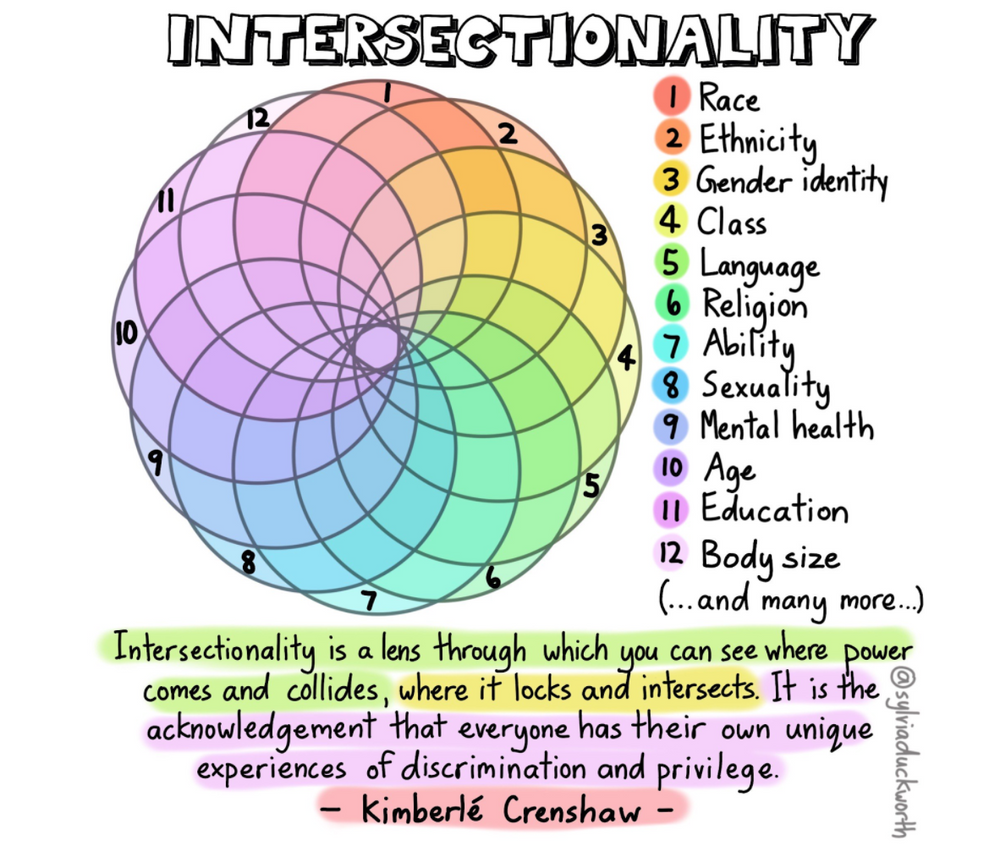 INTERSECTIONALITY
1
2
3
4
5
6
7
8
9
10
11
12
1 Race
2 Ethnicity
3 Gender identity
4 Class
5 Language
6 Religion
7 Ability
8 Sexuality
9 Mental health
10 Age
11 Education
12 Body size
(...and many more...)
Intersectionality is a lens through which you can see where power
comes and collides, where it locks and intersects. It is the
acknowledgement that everyone has their own unique
experiences of discrimination and privilege.
- Kimberlé Crenshaw -
@sylviaduckworth